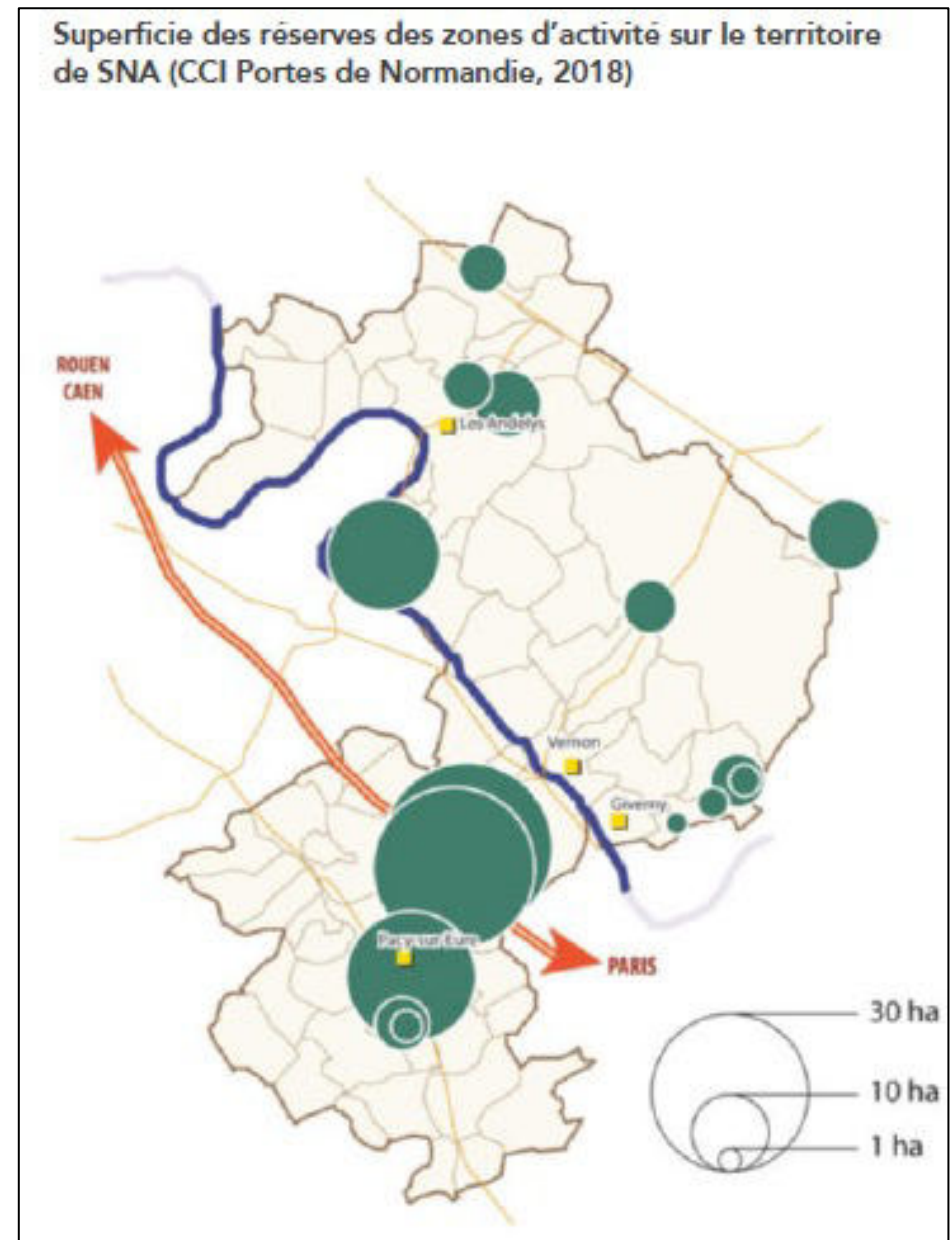 Superficie des réserves des zones d'activité sur le territoire
de SNA (CCI Portes de Normandie, 2018)
ROUEN
CAEN
Les Andelys
Vernon
Giverny
Pacy-sur-Eure
PARIS
30 ha
10 ha
1 ha